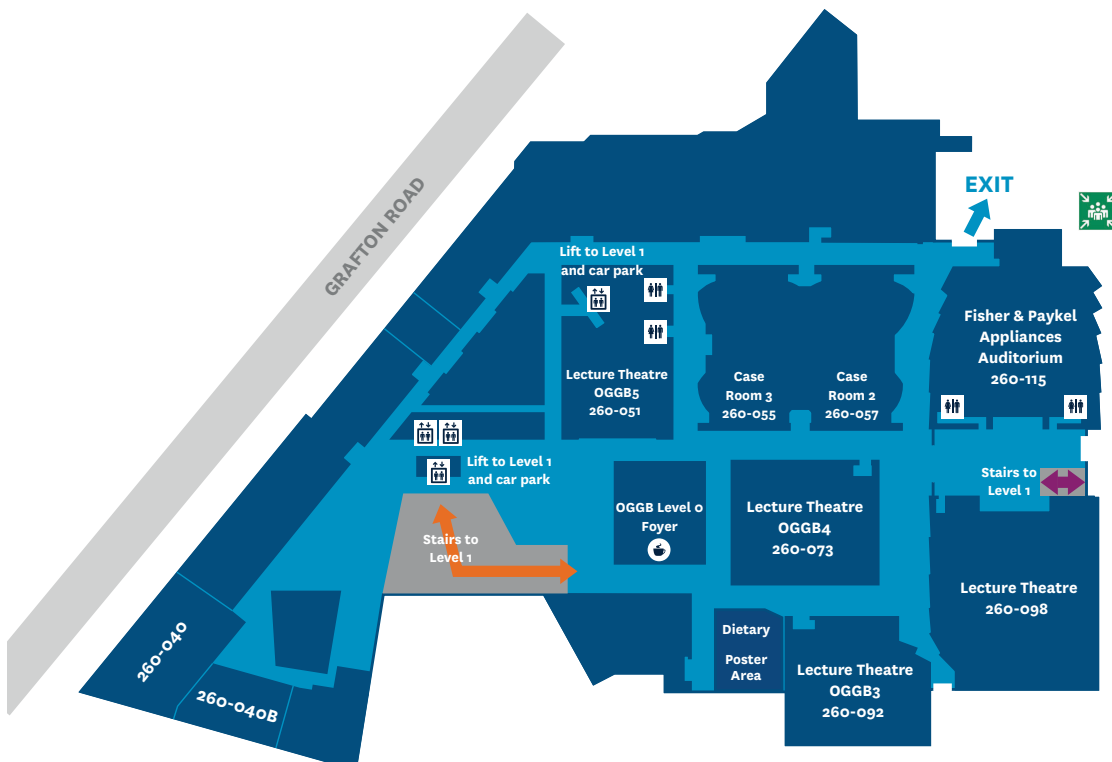 EXIT
GRAFTON ROAD
Lift to Level 1
and car park
Fisher & Paykel
Appliances
Auditorium
260-115
Lecture Theatre
OGGB5
260-051
Case
Room 3
260-055
Case
Room 2
260-057
Lift to Level 1
and car park
Stairs to
Level 1
OGGB Level 0
Foyer
Lecture Theatre
OGGB4
260-073
Stairs to
Level 1
Lecture Theatre
260-098
Dietary
Poster
Area
Lecture Theatre
OGGB3
260-092
260-040
260-040B